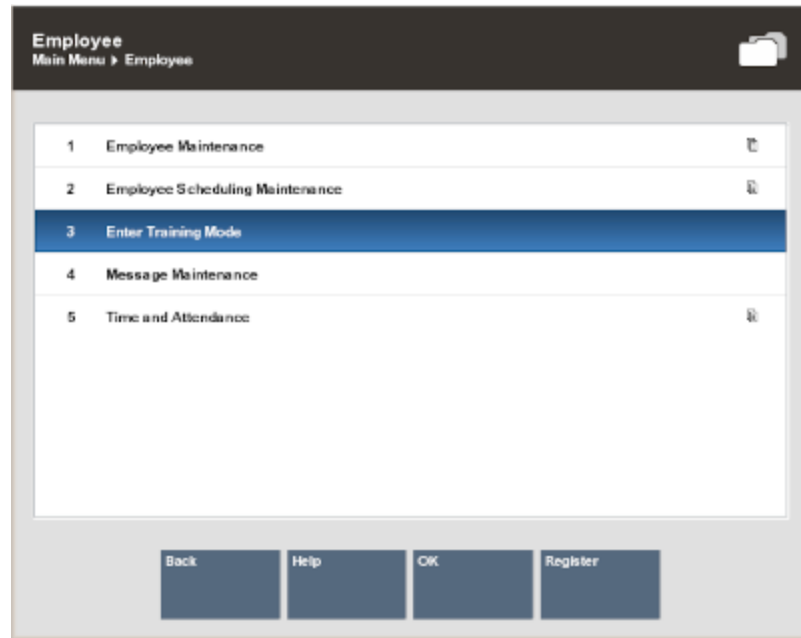 Employee
Main Menu ▸ Employee
1 Employee Maintenance
2 Employee Scheduling Maintenance
3 Enter Training Mode
4 Message Maintenance
5 Time and Attendance
Back Help OK Register